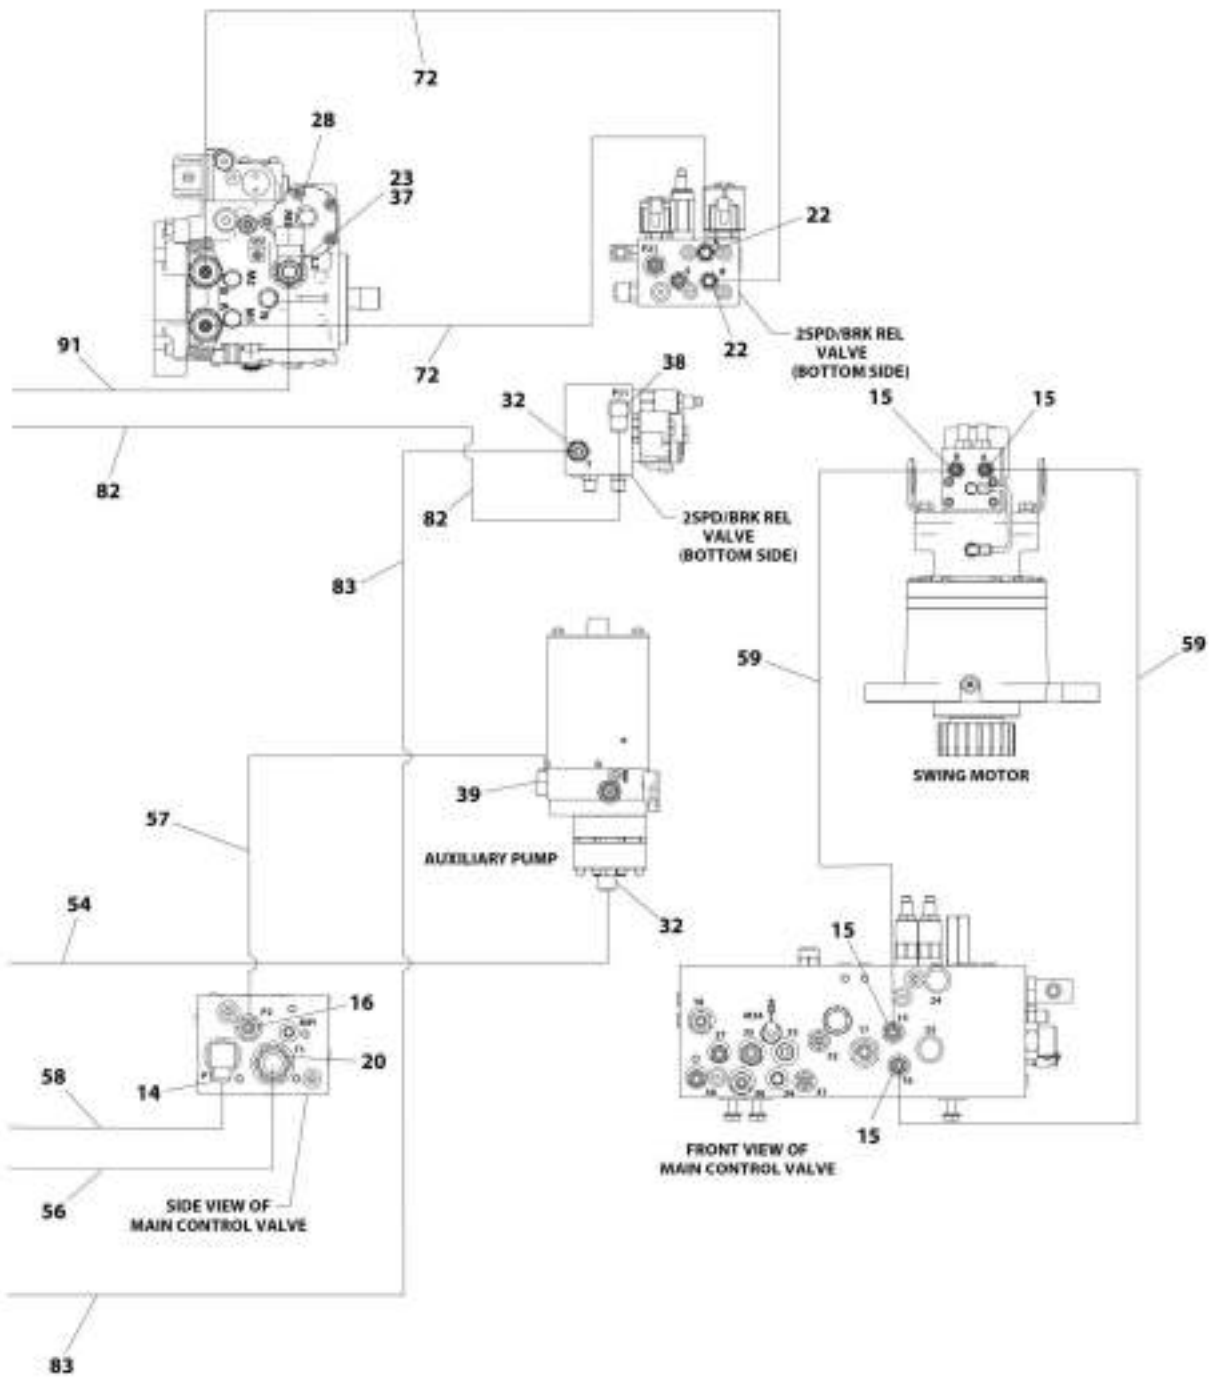 72
28
23
37
22
22
2SPD/BRK REL
VALVE
(BOTTOM SIDE)
91
72
38
32
15
15
82
82
2SPD/BRK REL
VALVE
(BOTTOM SIDE)
83
59
59
SWING MOTOR
39
57
AUXILIARY PUMP
54
32
15
16
20
58
14
15
FRONT VIEW OF
MAIN CONTROL VALVE
56
SIDE VIEW OF
MAIN CONTROL VALVE
83